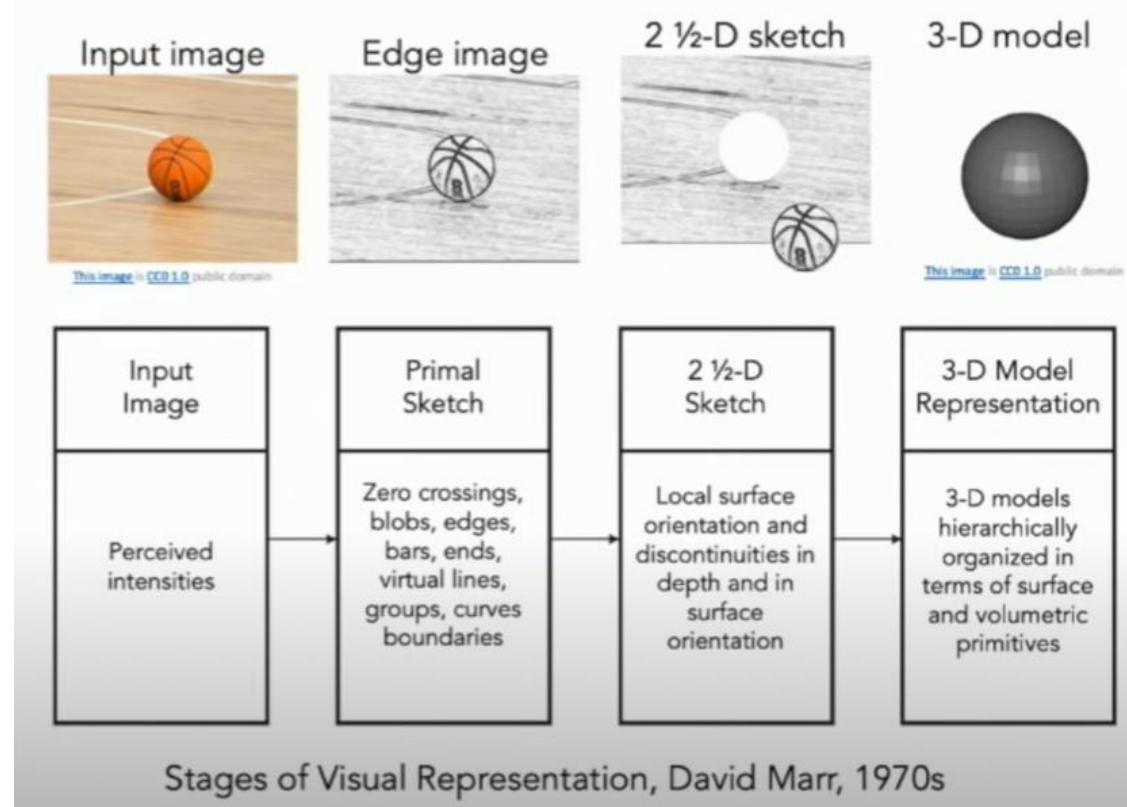 Input image
Edge image
2 ½-D sketch
3-D model
This image is CC0 1.0 public domain
This image is CC0 1.0 public domain
Input
Image
Perceived
intensities
Primal
Sketch
Zero crossings,
blobs, edges,
bars, ends,
virtual lines,
groups, curves
boundaries
2 ½-D
Sketch
Local surface
orientation and
discontinuities in
depth and in
surface
orientation
3-D Model
Representation
3-D models
hierarchically
organized in
terms of surface
and volumetric
primitives
Stages of Visual Representation, David Marr, 1970s